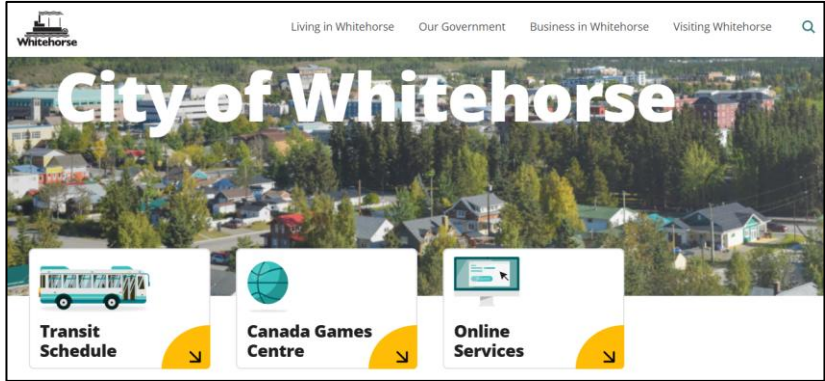 Whitehorse
Living in Whitehorse Our Government Business in Whitehorse Visiting Whitehorse
City of Whitehorse
Transit
Schedule
Canada Games
Centre
Online
Services